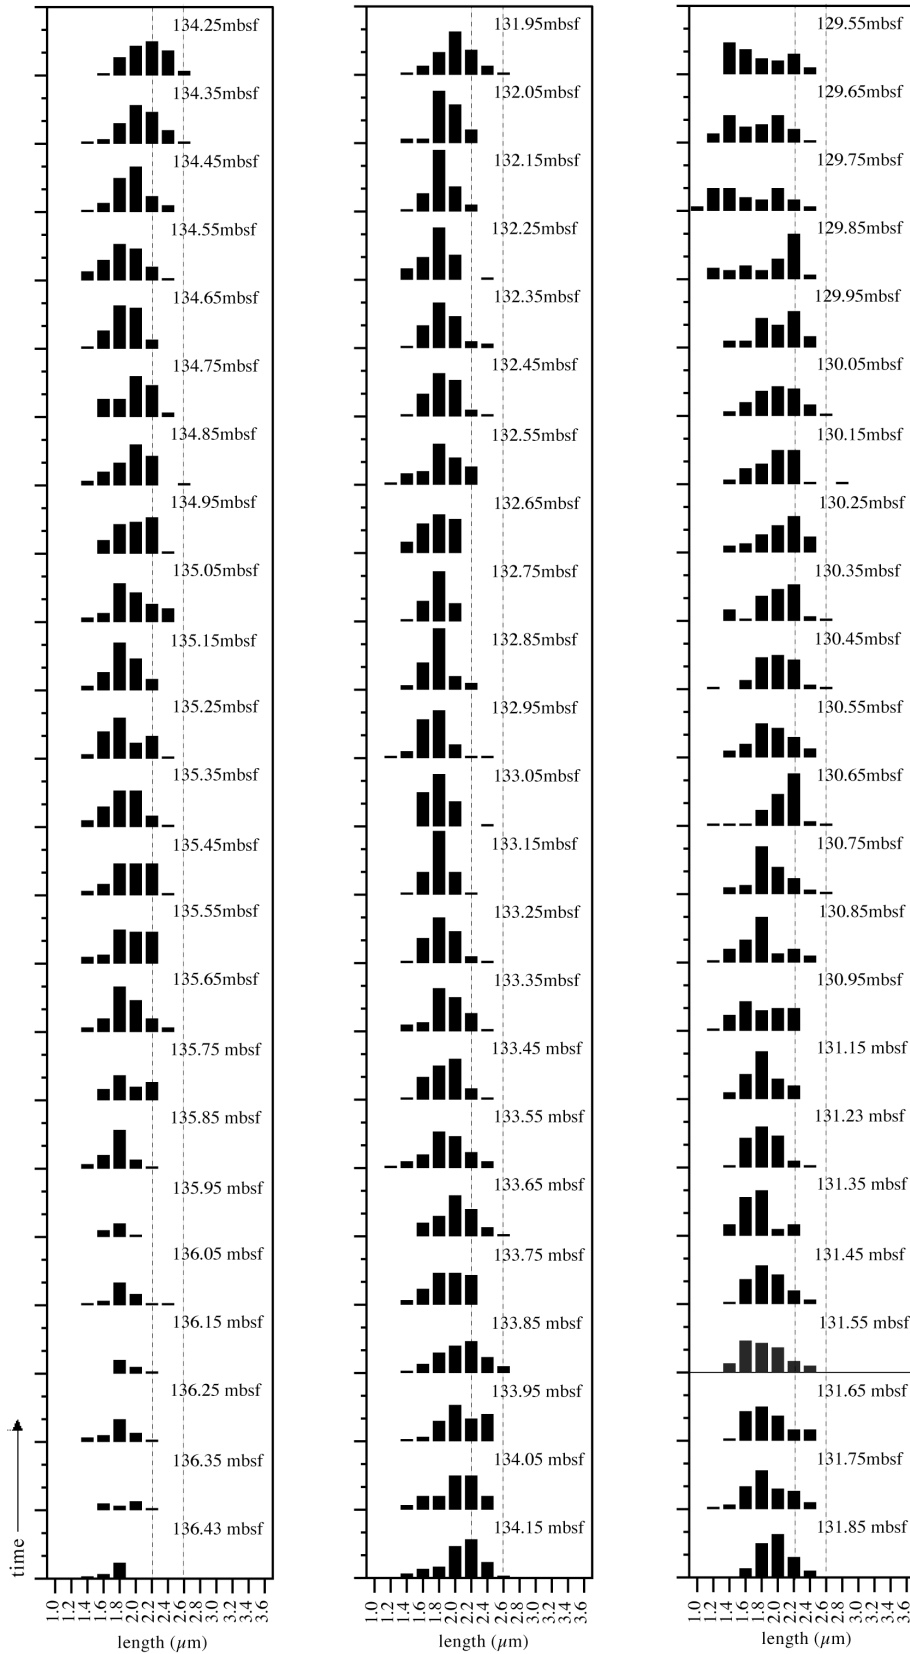 134.25mbsf
134.35mbsf
134.45mbsf
134.55mbsf
134.65mbsf
134.75mbsf
134.85mbsf
134.95mbsf
135.05mbsf
135.15mbsf
135.25mbsf
135.35mbsf
135.45mbsf
135.55mbsf
135.65mbsf
135.75 mbsf
135.85 mbsf
135.95 mbsf
136.05 mbsf
136.15 mbsf
136.25 mbsf
136.35 mbsf
136.43 mbsf
time
1.0 1.2 1.4 1.6 1.8 2.0 2.2 2.4 2.6 2.8 3.0 3.2 3.4 3.6
length (µm)
131.95mbsf
132.05mbsf
132.15mbsf
132.25mbsf
132.35mbsf
132.45mbsf
132.55mbsf
132.65mbsf
132.75mbsf
132.85mbsf
132.95mbsf
133.05mbsf
133.15mbsf
133.25mbsf
133.35mbsf
133.45 mbsf
133.55 mbsf
133.65 mbsf
133.75 mbsf
133.85 mbsf
133.95 mbsf
134.05 mbsf
134.15 mbsf
1.0 1.2 1.4 1.6 1.8 2.0 2.2 2.4 2.6 2.8 3.0 3.2 3.4 3.6
length (µm)
129.55mbsf
129.65mbsf
129.75mbsf
129.85mbsf
129.95mbsf
130.05mbsf
130.15mbsf
130.25mbsf
130.35mbsf
130.45mbsf
130.55mbsf
130.65mbsf
130.75mbsf
130.85mbsf
130.95mbsf
131.15 mbsf
131.23 mbsf
131.35 mbsf
131.45 mbsf
131.55 mbsf
131.65 mbsf
131.75mbsf
131.85 mbsf
1.0 1.2 1.4 1.6 1.8 2.0 2.2 2.4 2.6 2.8 3.0 3.2 3.4 3.6
length (µm)